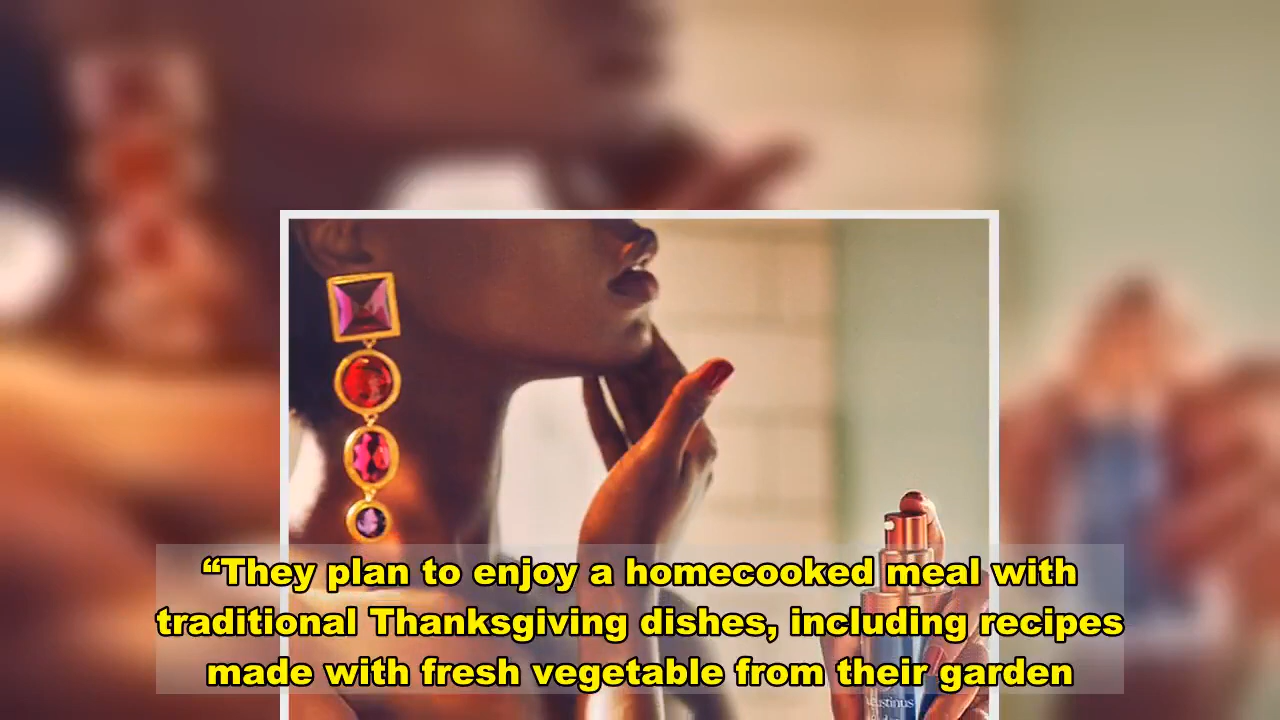 “They plan to enjoy a homecooked meal with
traditional Thanksgiving dishes, including recipes
made with fresh vegetable from their garden